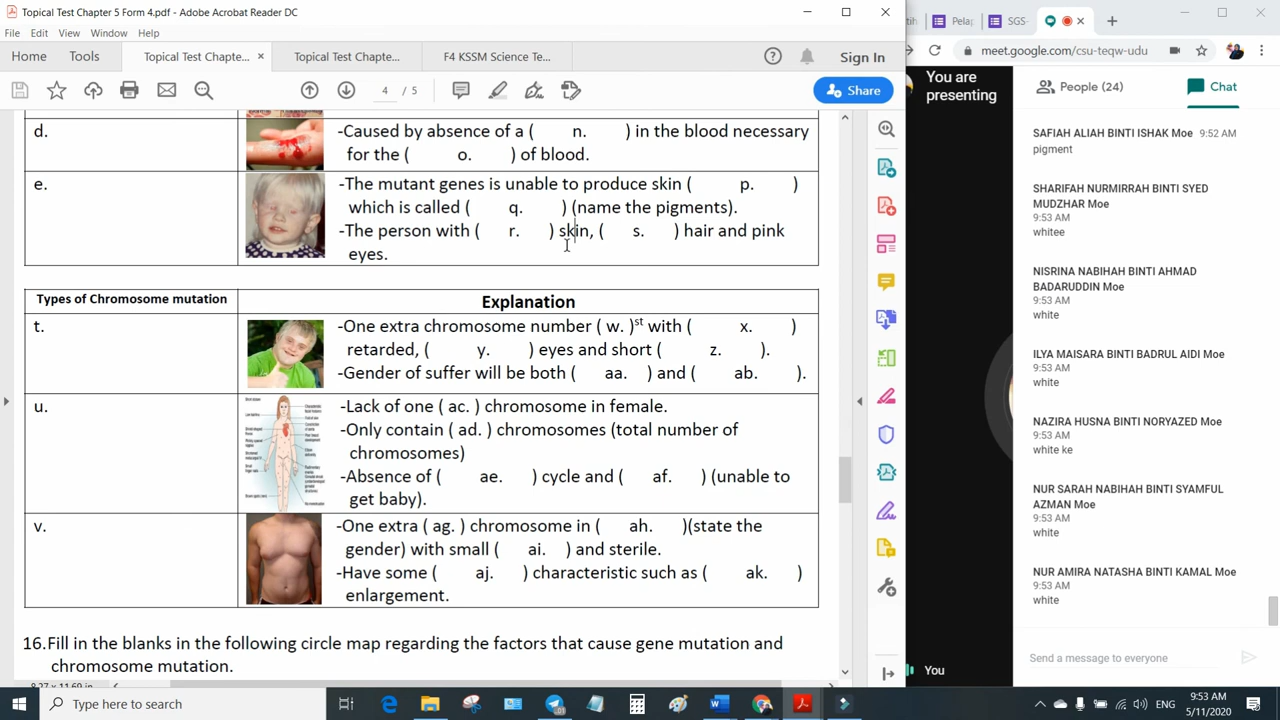 Topical Test Chapter 5 Form 4.pdf - Adobe Acrobat Reader DC
File Edit View Window Help
Home Tools Topical Test Chapte... × Topical Test Chapte... F4 KSSM Science Te... Sign In
4 / 5 Share
d. -Caused by absence of a ( n. ) in the blood necessary
for the ( o. ) of blood.
e. -The mutant genes is unable to produce skin ( p. )
which is called ( q. ) (name the pigments).
-The person with ( r. ) skin, ( s. ) hair and pink
eyes.
Types of Chromosome mutation Explanation
t. -One extra chromosome number ( w. )st with ( x. )
retarded, ( y. ) eyes and short ( z. ).
-Gender of suffer will be both ( aa. ) and ( ab. ).
u. -Lack of one ( ac. ) chromosome in female.
-Only contain ( ad. ) chromosomes (total number of
chromosomes)
-Absence of ( ae. ) cycle and ( af. ) (unable to
get baby).
v. -One extra ( ag. ) chromosome in ( ah. )(state the
gender) with small ( ai. ) and sterile.
-Have some ( aj. ) characteristic such as ( ak. )
enlargement.
16.Fill in the blanks in the following circle map regarding the factors that cause gene mutation and
chromosome mutation.
8.27 x 11.69 in
Pelap
SGS-
meet.google.com/csu-teqw-udu
You are
presenting
People (24) Chat
SAFIAH ALIAH BINTI ISHAK Moe 9:52 AM
pigment
SHARIFAH NURMIRRAH BINTI SYED
MUDZHAR Moe
9:53 AM
whitee
NISRINA NABIHAH BINTI AHMAD
BADARUDDIN Moe
9:53 AM
white
ILYA MAISARA BINTI BADRUL AIDI Moe
9:53 AM
white
NAZIRA HUSNA BINTI NORYAZED Moe
9:53 AM
white ke
NUR SARAH NABIHAH BINTI SYAMFUL
AZMAN Moe
9:53 AM
white
NUR AMIRA NATASHA BINTI KAMAL Moe
9:53 AM
white
You
Send a message to everyone
Type here to search
ENG
9:53 AM
5/11/2020